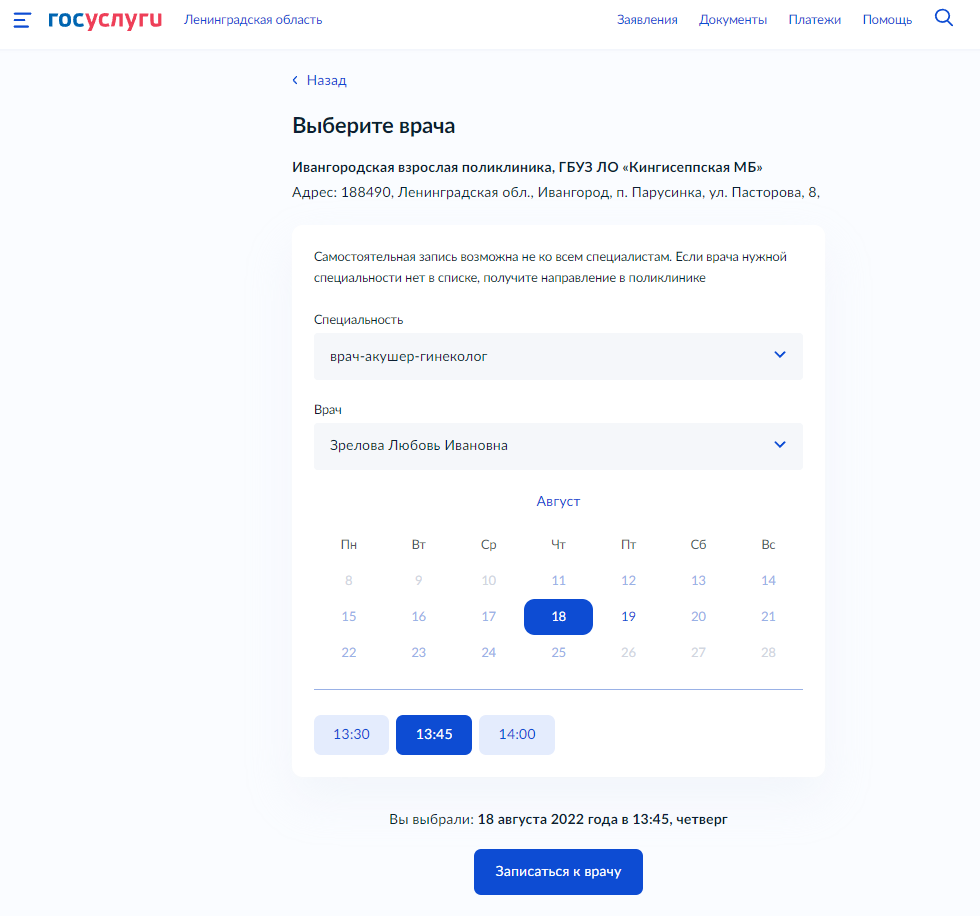 госуслуги Ленинградская область Заявления Документы Платежи Помощь
Назад
Выберите врача
Ивангородская взрослая поликлиника, ГБУЗ ЛО «Кингисеппская МБ»
Адрес: 188490, Ленинградская обл., Ивангород, п. Парусинка, ул. Пасторова, 8,
Самостоятельная запись возможна не ко всем специалистам. Если врача нужной
специальности нет в списке, получите направление в поликлинике
Специальность
врач-акушер-гинеколог
Врач
Зрелова Любовь Ивановна
Август
Пн Вт Ср Чт Пт Сб Вс
8 9 10 11 12 13 14
15 16 17 18 19 20 21
22 23 24 25 26 27 28
13:30 13:45 14:00
Вы выбрали: 18 августа 2022 года в 13:45, четверг
Записаться к врачу